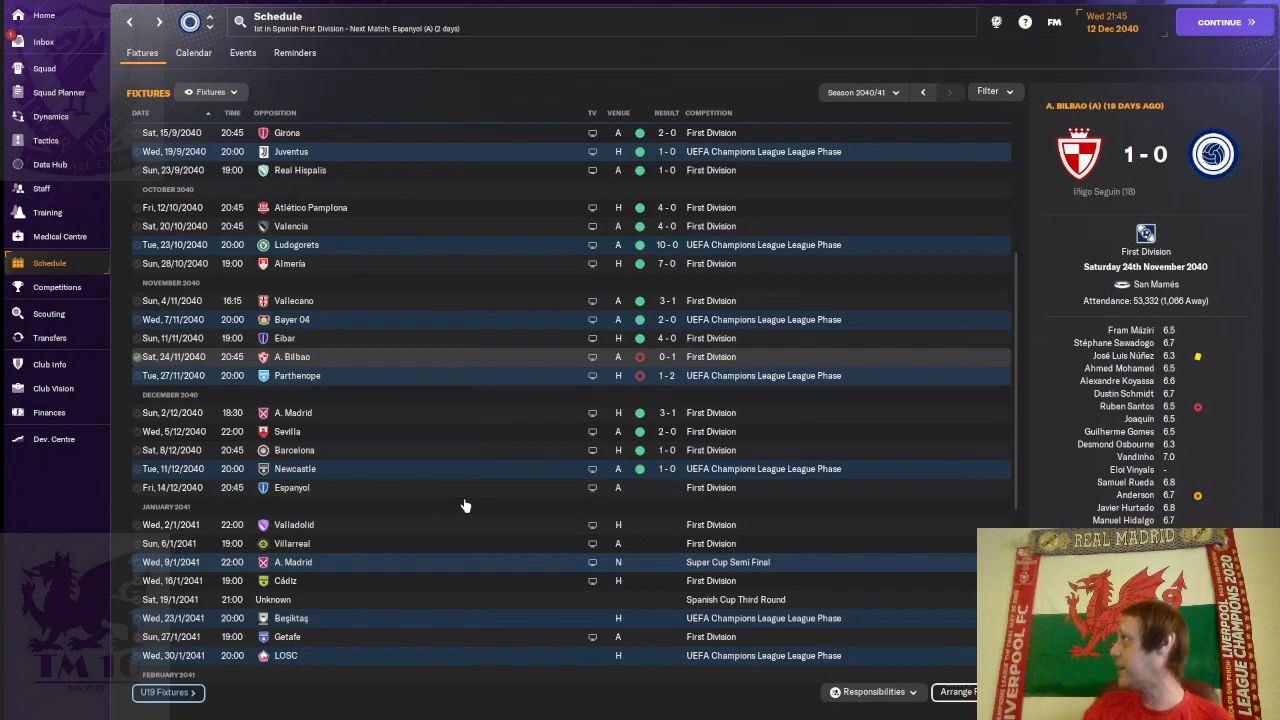 Home
Schedule
1st in Spanish First Division - Next Match: Espanyol (A) (2 days)
FM
Wed 21:45
12 Dec 2040
CONTINUE
1
Inbox
Squad
Squad Planner
Dynamics
Tactics
Data Hub
Staff
Training
Medical Centre
Schedule
Competitions
Scouting
Transfers
Club Info
Club Vision
Finances
Dev. Centre
Fixtures Calendar Events Reminders
FIXTURES Fixtures Season 2040/41 Filter
DATE TIME OPPOSITION TV VENUE RESULT COMPETITION
Sat, 15/9/2040 20:45 Girona A 2 - 0 First Division
Wed, 19/9/2040 20:00 Juventus H 1 - 0 UEFA Champions League League Phase
Sun, 23/9/2040 19:00 Real Hispalis A 1 - 0 First Division
OCTOBER 2040
Fri, 12/10/2040 20:45 Atlético Pamplona H 4 - 0 First Division
Sat, 20/10/2040 20:45 Valencia A 4 - 0 First Division
Tue, 23/10/2040 20:00 Ludogorets A 10 - 0 UEFA Champions League League Phase
Sun, 28/10/2040 19:00 Almería H 7 - 0 First Division
NOVEMBER 2040
Sun, 4/11/2040 16:15 Vallecano A 3 - 1 First Division
Wed, 7/11/2040 20:00 Bayer 04 A 2 - 0 UEFA Champions League League Phase
Sun, 11/11/2040 19:00 Eibar H 4 - 0 First Division
Sat, 24/11/2040 20:45 A. Bilbao A 0 - 1 First Division
Tue, 27/11/2040 20:00 Parthenope H 1 - 2 UEFA Champions League League Phase
DECEMBER 2040
Sun, 2/12/2040 18:30 A. Madrid H 3 - 1 First Division
Wed, 5/12/2040 22:00 Sevilla A 2 - 0 First Division
Sat, 8/12/2040 20:45 Barcelona H 1 - 0 First Division
Tue, 11/12/2040 20:00 Newcastle A 1 - 0 UEFA Champions League League Phase
Fri, 14/12/2040 20:45 Espanyol A First Division
JANUARY 2041
Wed, 2/1/2041 22:00 Valladolid H First Division
Sun, 6/1/2041 19:00 Villarreal A First Division
Wed, 9/1/2041 22:00 A. Madrid N Super Cup Semi Final
Wed, 16/1/2041 19:00 Cádiz H First Division
Sat, 19/1/2041 21:00 Unknown Spanish Cup Third Round
Wed, 23/1/2041 20:00 Beşiktaş H UEFA Champions League League Phase
Sun, 27/1/2041 19:00 Getafe A First Division
Wed, 30/1/2041 20:00 LOSC H UEFA Champions League League Phase
FEBRUARY 2041
U19 Fixtures
Responsibilities
Arrange F
A. BILBAO (A) (18 DAYS AGO)
1 - 0
Iñigo Seguin (18)
First Division
Saturday 24th November 2040
San Mamés
Attendance: 53,332 (1,066 Away)
Fram Máziri 6.5
Stéphane Sawadogo 6.7
José Luis Núñez 6.3
Ahmed Mohamed 6.5
Alexandre Koyassa 6.6
Dustin Schmidt 6.7
Ruben Santos 6.5
Joaquín 6.5
Guilherme Gomes 6.5
Desmond Osbourne 6.3
Vandinho 7.0
Eloi Vinyals -
Samuel Rueda 6.8
Anderson 6.7
Javier Hurtado 6.8
Manuel Hidalgo 6.7
TM 10
REAL MADRID
LIVERPOOL FC
LIVERPOOL
LEAGUE CHAMPIONS 2020